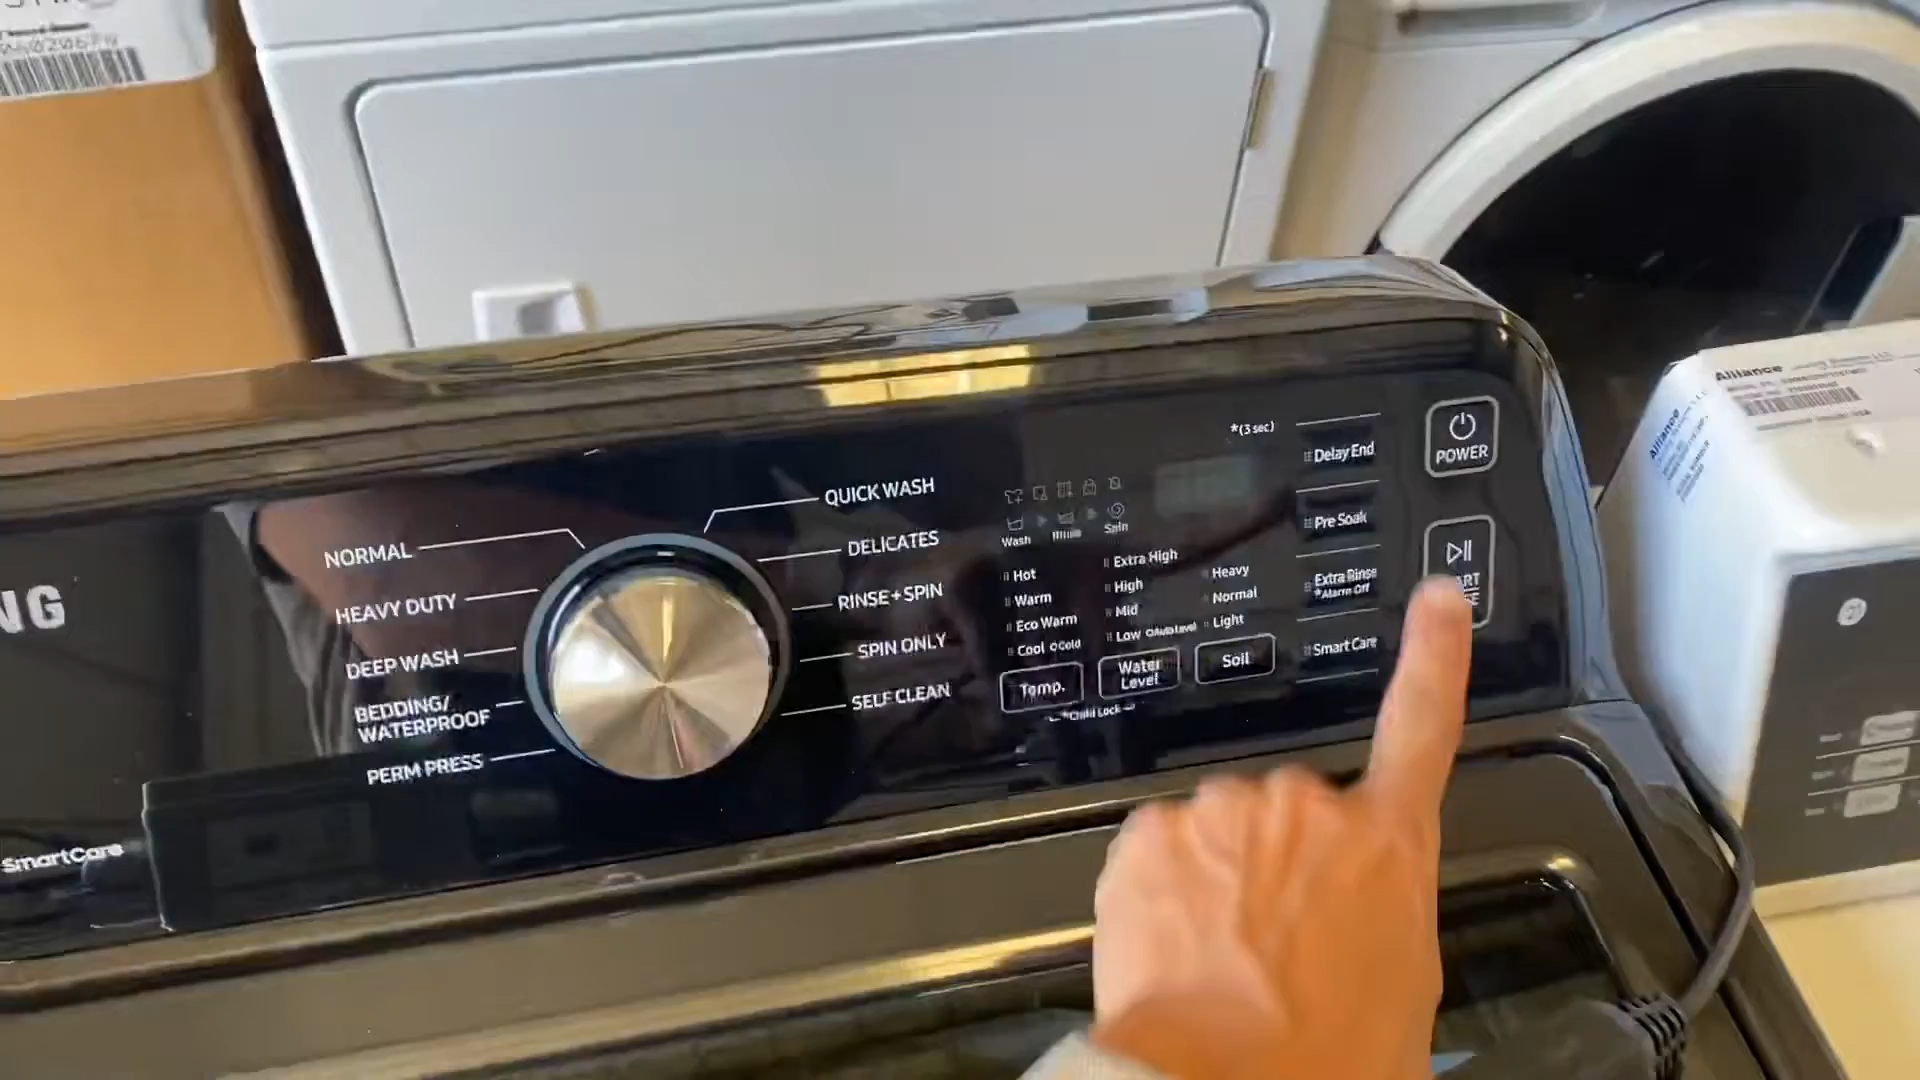 NG
SmartCare
NORMAL
HEAVY DUTY
DEEP WASH
BEDDING/
WATERPROOF
PERM PRESS
QUICK WASH
DELICATES
RINSE+SPIN
SPIN ONLY
SELF CLEAN
*(3 sec)
Wash
Spin
Hot
Warm
Eco Warm
Cool Cold
Temp.
Extra High
High
Mid
Low
Water
Level
Heavy
Normal
Light
Soil
*Child Lock
Delay End
Pre Soak
Extra Rinse
*Alarm Off
Smart Care
POWER
Alliance
Alliance